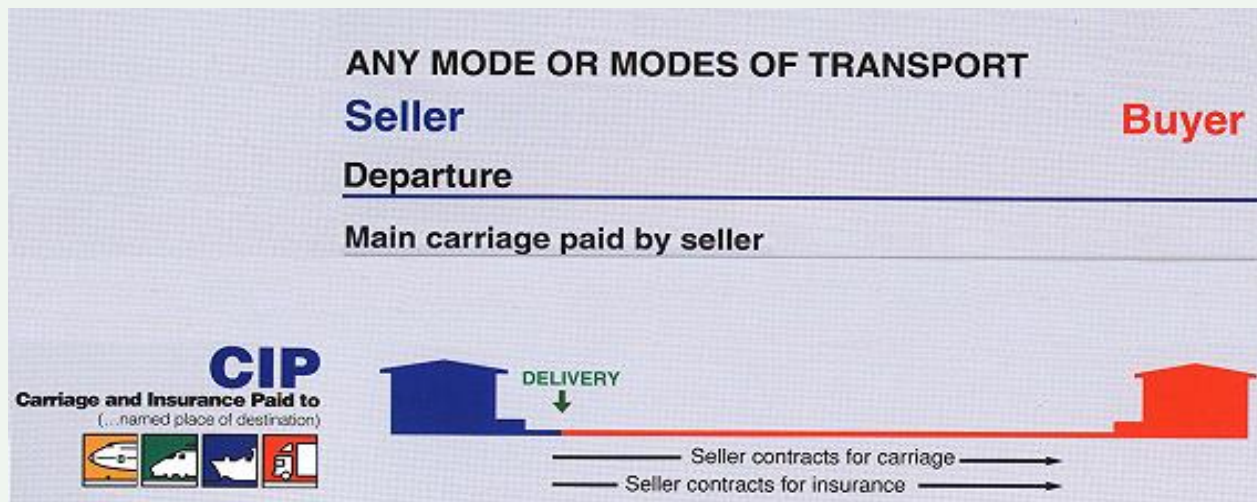 ANY MODE OR MODES OF TRANSPORT
Seller
Buyer
Departure
Main carriage paid by seller
CIP
Carriage and Insurance Paid to
(...named place of destination)
DELIVERY
Seller contracts for carriage
Seller contracts for insurance